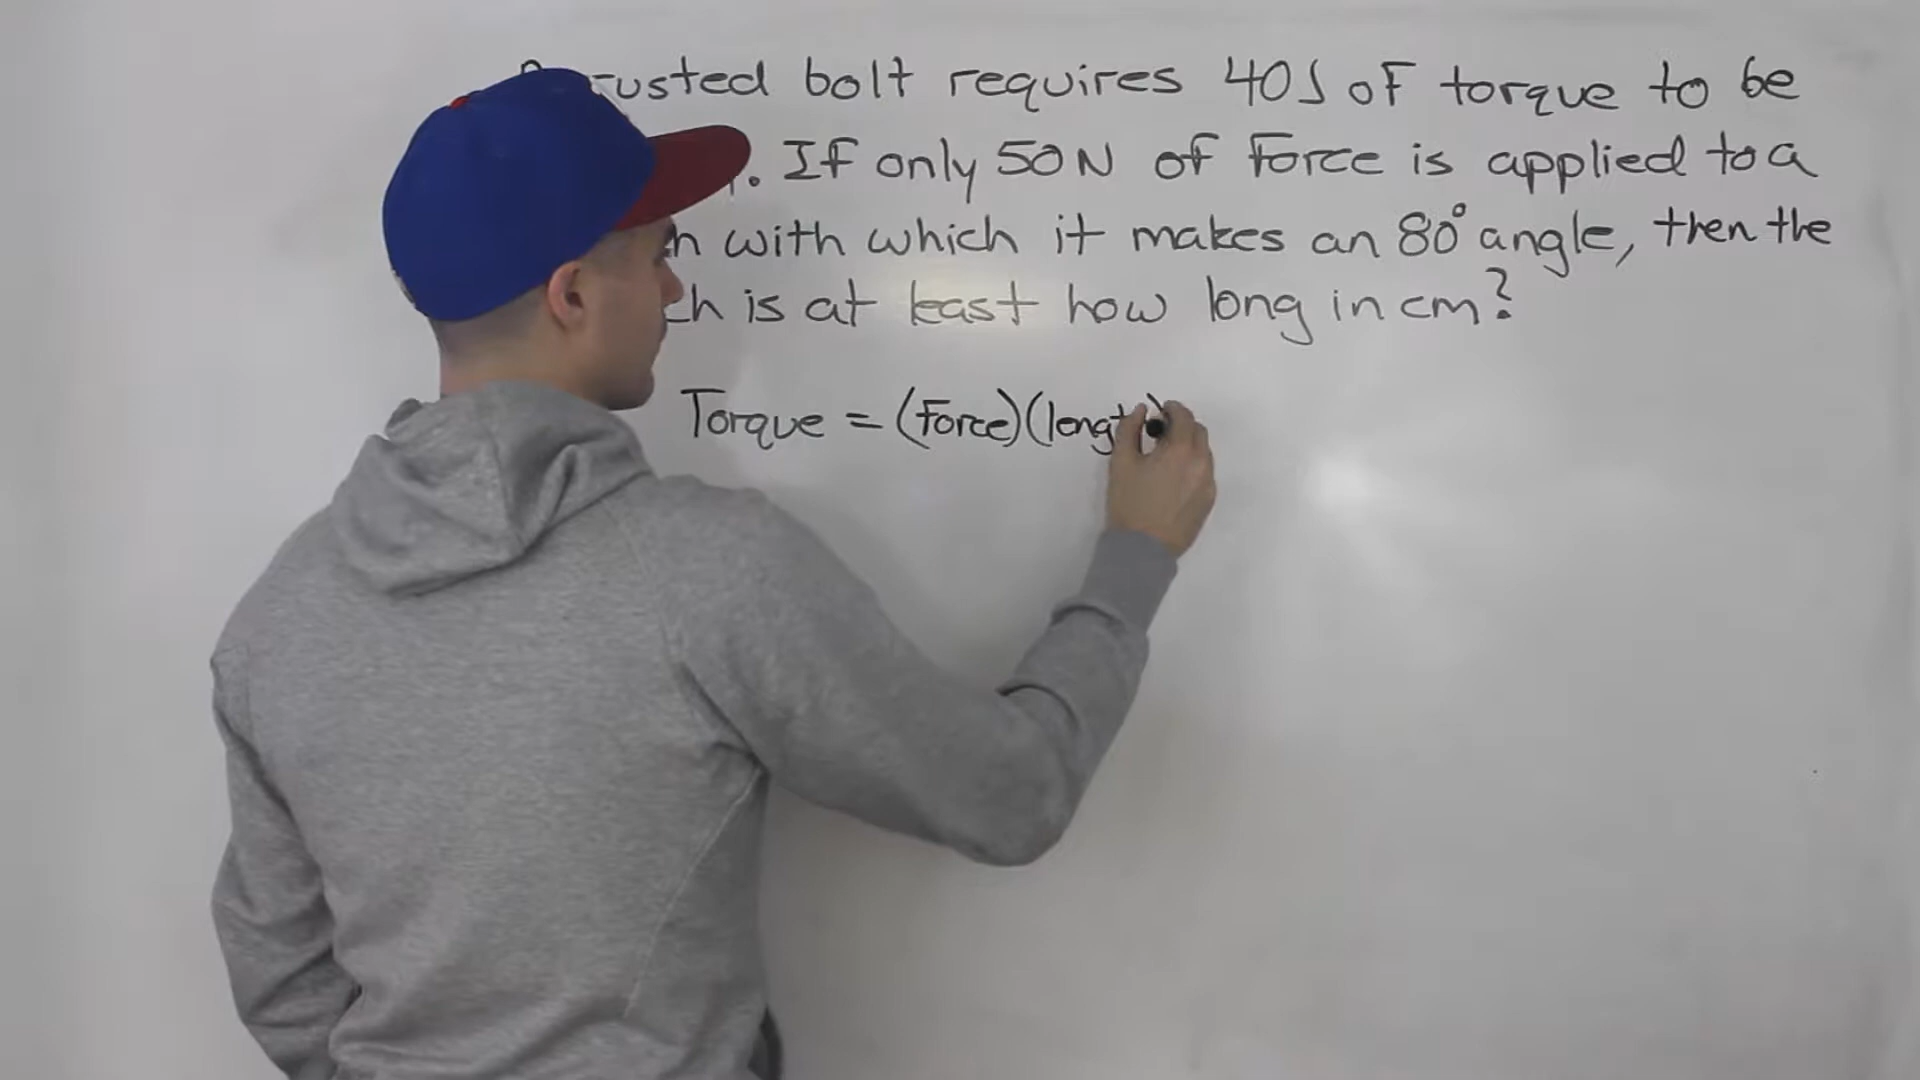 rusted bolt requires 40J of torque to be
. If only 50N of Force is applied to a
with which it makes an 80° angle, then the
is at least how long in cm?
Torque = (Force)(